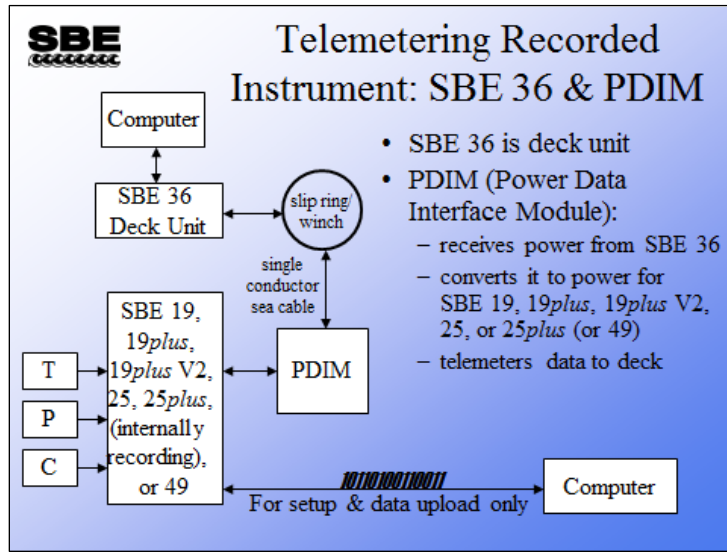 SBE
Telemetering Recorded
Instrument: SBE 36 & PDIM
Computer
SBE 36
Deck Unit
slip ring/
winch
single
conductor
sea cable
SBE 19,
19plus,
19plus V2,
25, 25plus,
(internally
recording),
or 49
T
P
C
PDIM
• SBE 36 is deck unit
• PDIM (Power Data
Interface Module):
– receives power from SBE 36
– converts it to power for
SBE 19, 19plus, 19plus V2,
25, or 25plus (or 49)
– telemeters data to deck
10110100110011
For setup & data upload only
Computer